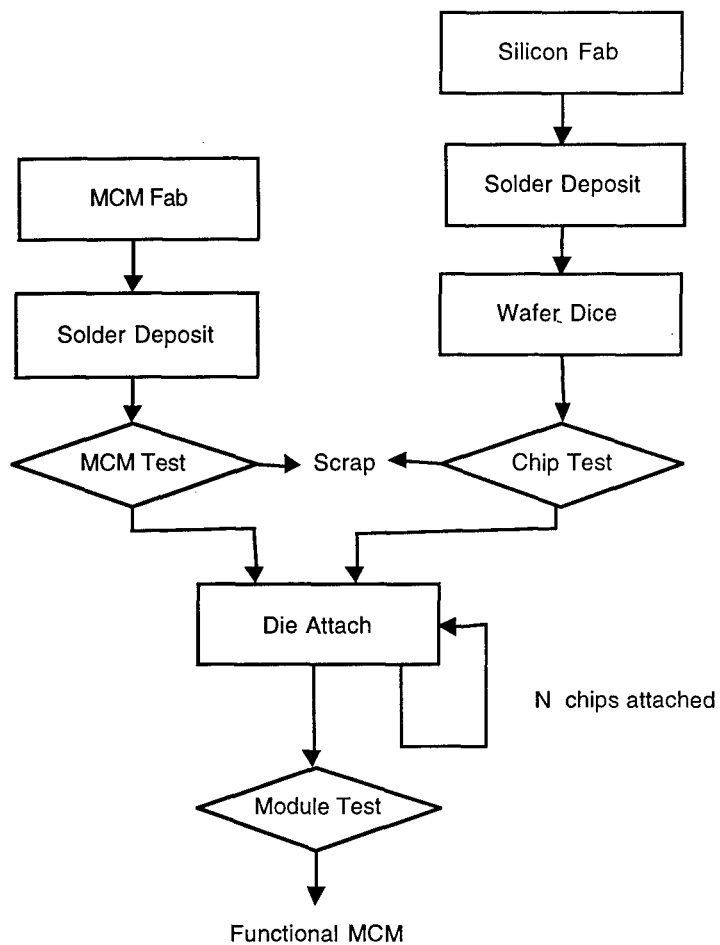 Silicon Fab
MCM Fab
Solder Deposit
Solder Deposit
Wafer Dice
MCM Test
Scrap
Chip Test
Die Attach
N chips attached
Module Test
Functional MCM